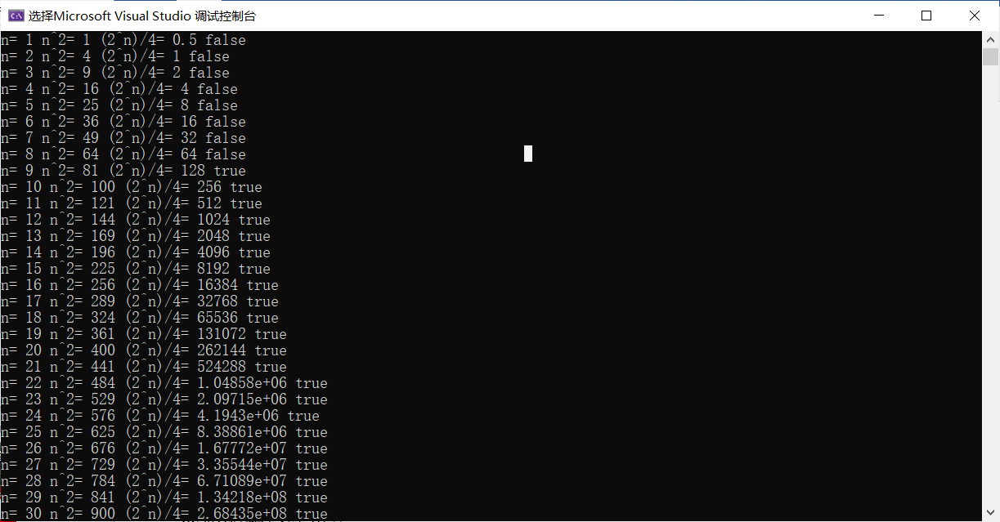 选择Microsoft Visual Studio 调试控制台
n= 1 n^2= 1 (2^n)/4= 0.5 false
n= 2 n^2= 4 (2^n)/4= 1 false
n= 3 n^2= 9 (2^n)/4= 2 false
n= 4 n^2= 16 (2^n)/4= 4 false
n= 5 n^2= 25 (2^n)/4= 8 false
n= 6 n^2= 36 (2^n)/4= 16 false
n= 7 n^2= 49 (2^n)/4= 32 false
n= 8 n^2= 64 (2^n)/4= 64 false
n= 9 n^2= 81 (2^n)/4= 128 true
n= 10 n^2= 100 (2^n)/4= 256 true
n= 11 n^2= 121 (2^n)/4= 512 true
n= 12 n^2= 144 (2^n)/4= 1024 true
n= 13 n^2= 169 (2^n)/4= 2048 true
n= 14 n^2= 196 (2^n)/4= 4096 true
n= 15 n^2= 225 (2^n)/4= 8192 true
n= 16 n^2= 256 (2^n)/4= 16384 true
n= 17 n^2= 289 (2^n)/4= 32768 true
n= 18 n^2= 324 (2^n)/4= 65536 true
n= 19 n^2= 361 (2^n)/4= 131072 true
n= 20 n^2= 400 (2^n)/4= 262144 true
n= 21 n^2= 441 (2^n)/4= 524288 true
n= 22 n^2= 484 (2^n)/4= 1.04858e+06 true
n= 23 n^2= 529 (2^n)/4= 2.09715e+06 true
n= 24 n^2= 576 (2^n)/4= 4.1943e+06 true
n= 25 n^2= 625 (2^n)/4= 8.38861e+06 true
n= 26 n^2= 676 (2^n)/4= 1.67772e+07 true
n= 27 n^2= 729 (2^n)/4= 3.35544e+07 true
n= 28 n^2= 784 (2^n)/4= 6.71089e+07 true
n= 29 n^2= 841 (2^n)/4= 1.34218e+08 true
n= 30 n^2= 900 (2^n)/4= 2.68435e+08 true